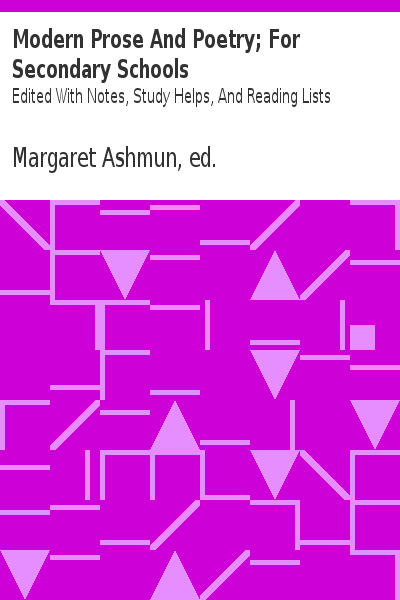 Modern Prose And Poetry; For
Secondary Schools
Edited With Notes, Study Helps, And Reading Lists
Margaret Ashmun, ed.